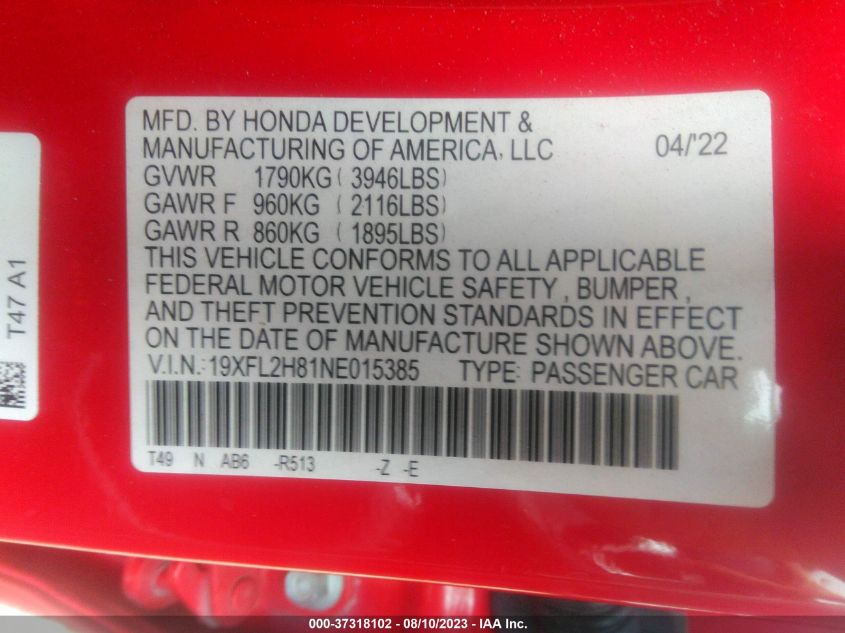 MFD. BY HONDA DEVELOPMENT &
MANUFACTURING OF AMERICA, LLC 04/'22
GVWR 1790KG ( 3946LBS)
GAWR F 960KG ( 2116LBS)
GAWR R 860KG ( 1895LBS)
THIS VEHICLE CONFORMS TO ALL APPLICABLE
FEDERAL MOTOR VEHICLE SAFETY , BUMPER ,
AND THEFT PREVENTION STANDARDS IN EFFECT
ON THE DATE OF MANUFACTURE SHOWN ABOVE.
V.I.N.: 19XFL2H81NE015385 TYPE: PASSENGER CAR
T49 N AB6 -R513 -Z -E
T47 A1
000-37318102 - 08/10/2023 - IAA Inc.